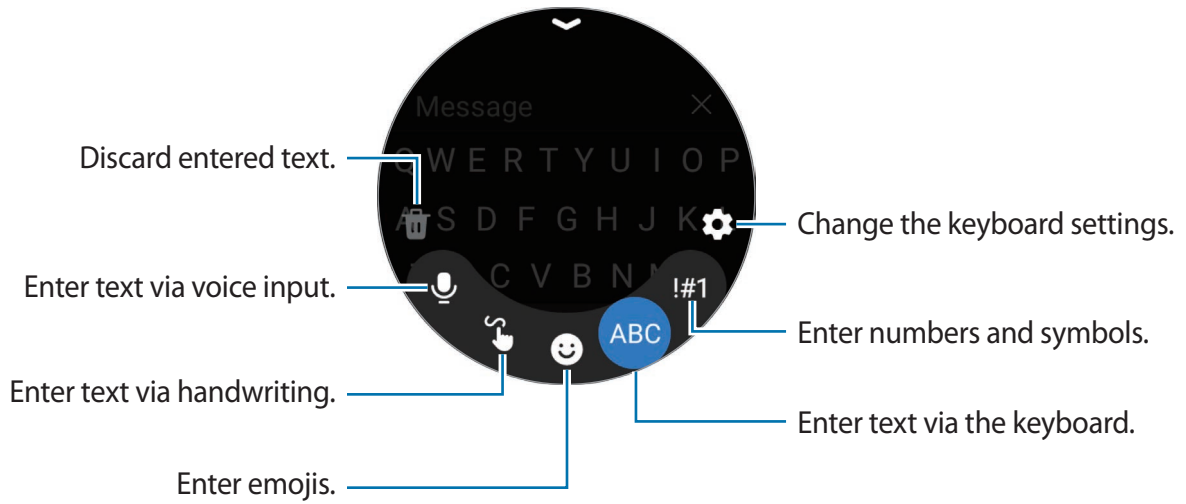 Message
Q W E R T Y U I O P
Discard entered text.
A S D F G H J K L
Change the keyboard settings.
C V B N M
Enter text via voice input.
!#1
ABC
Enter numbers and symbols.
Enter text via handwriting.
Enter text via the keyboard.
Enter emojis.